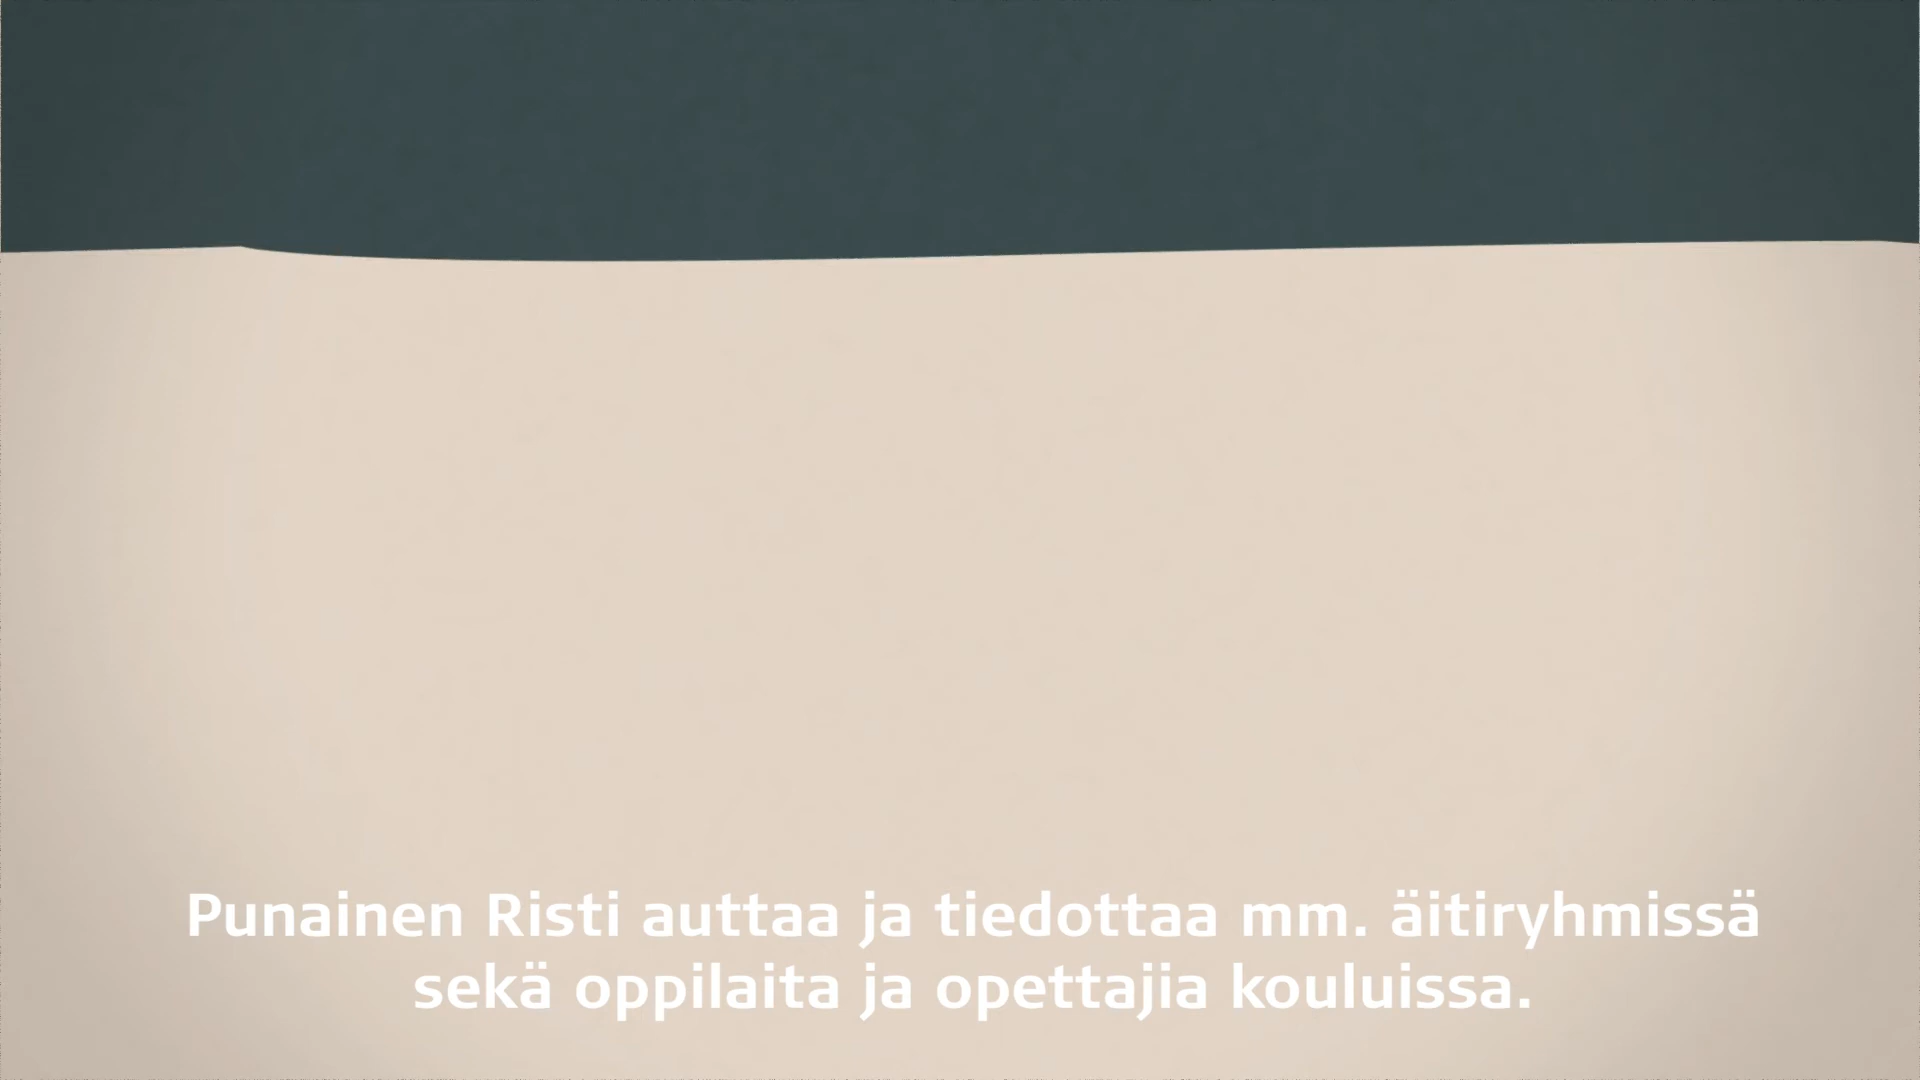 Punainen Risti auttaa ja tiedottaa mm. äitiryhmissä
sekä oppilaita ja opettajia kouluissa.